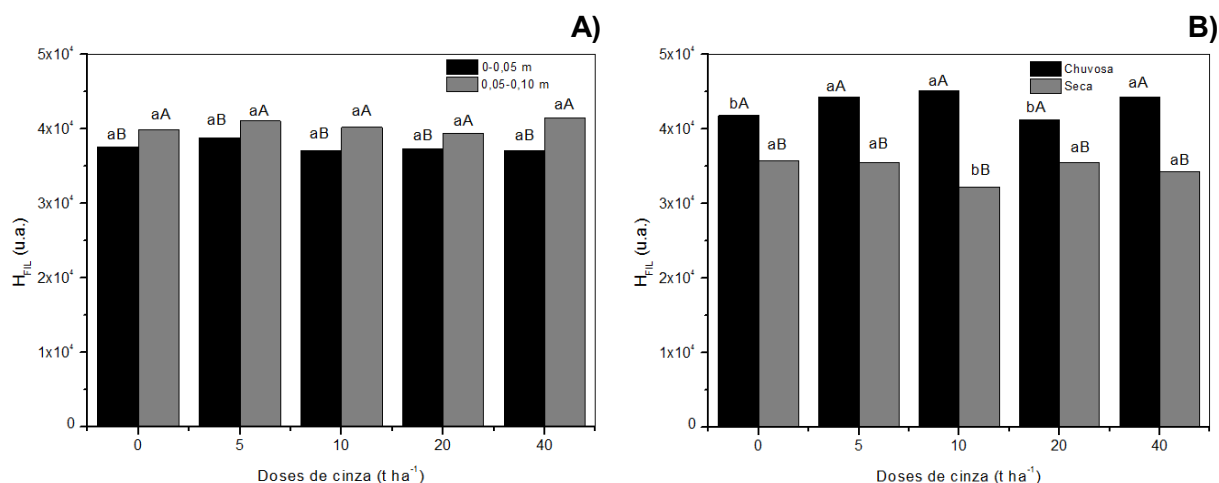 A)
5x10⁴
4x10⁴
3x10⁴
2x10⁴
1x10⁴
0
H_FIL (u.a.)
0-0,05 m
0,05-0,10 m
aB aA aB aA aB aA aB aA aB aA
0 5 10 20 40
Doses de cinza (t ha⁻¹)
B)
5x10⁴
4x10⁴
3x10⁴
2x10⁴
1x10⁴
0
H_FIL (u.a.)
Chuvosa
Seca
bA aB aA aB aA bB bA aB aA aB
0 5 10 20 40
Doses de cinza (t ha⁻¹)